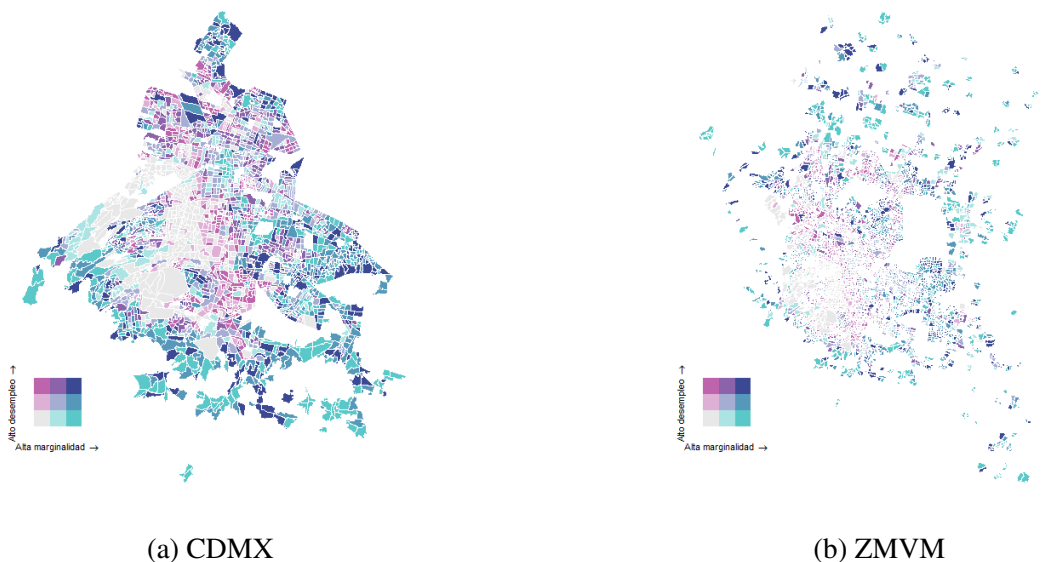 Alto desempleo →
Alta marginalidad →
Alto desempleo →
Alta marginalidad →
(a) CDMX
(b) ZMVM